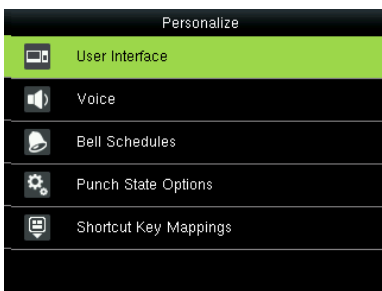 Personalize
User Interface
Voice
Bell Schedules
Punch State Options
Shortcut Key Mappings